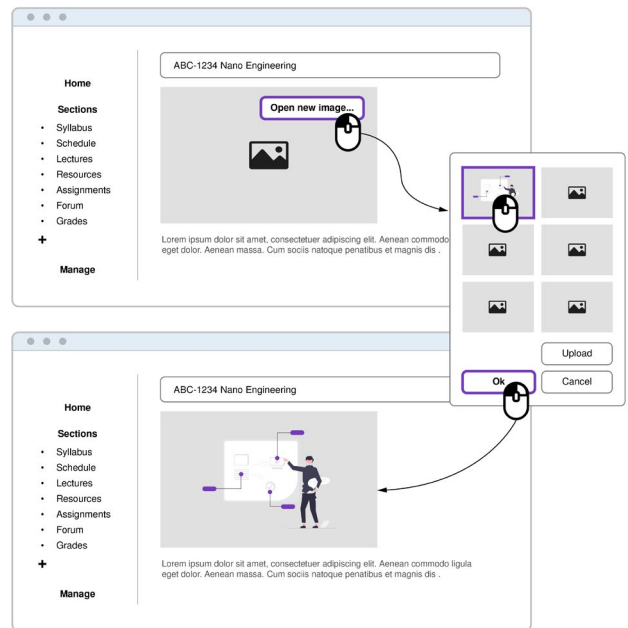 ABC-1234 Nano Engineering
Home
Sections
• Syllabus
• Schedule
• Lectures
• Resources
• Assignments
• Forum
• Grades
+
Manage
Open new image...
Lorem ipsum dolor sit amet, consectetuer adipiscing elit. Aenean commodo
eget dolor. Aenean massa. Cum sociis natoque penatibus et magnis dis .
Upload
Ok
Cancel
ABC-1234 Nano Engineering
Home
Sections
• Syllabus
• Schedule
• Lectures
• Resources
• Assignments
• Forum
• Grades
+
Manage
Lorem ipsum dolor sit amet, consectetuer adipiscing elit. Aenean commodo ligula
eget dolor. Aenean massa. Cum sociis natoque penatibus et magnis dis .